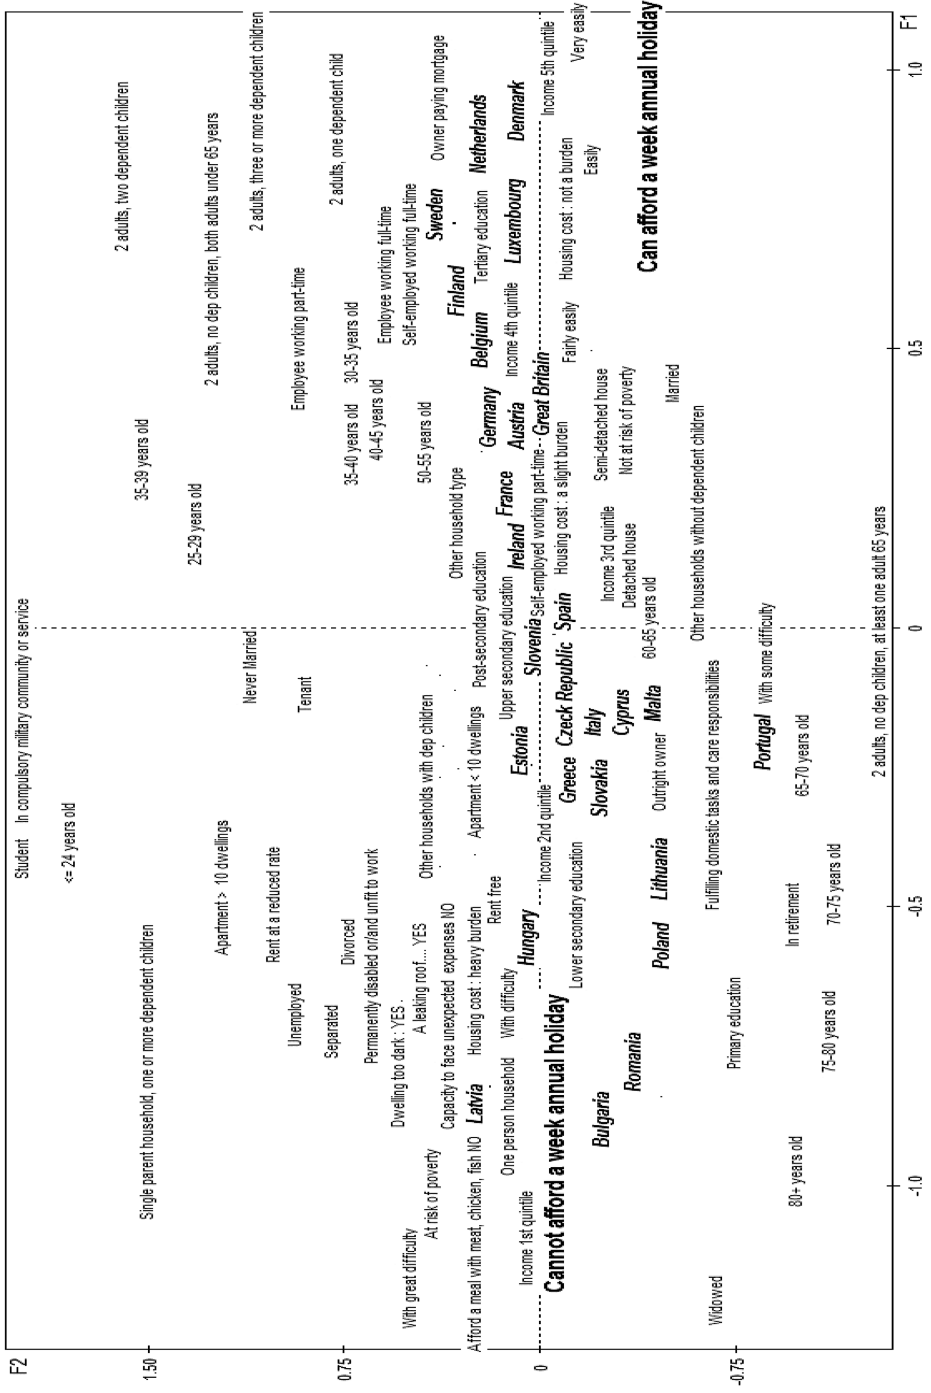 F2
Student In compulsory military community or service
<= 24 years old
2 adults, two dependent children
35-39 years old
1.50
Single parent household, one or more dependent children
25-29 years old
2 adults, no dep children, both adults under 65 years
Apartment > 10 dwellings
Never Married
2 adults, three or more dependent children
Rent at a reduced rate
Tenant
Employee working part-time
Unemployed
2 adults, one dependent child
Separated
0.75
Divorced
35-40 years old
30-35 years old
Permanently disabled or/and unfit to work
40-45 years old
Employee working full-time
Dwelling too dark : YES
Self-employed working full-time
With great difficulty
A leaking roof.... YES
Other households with dep children
50-55 years old
At risk of poverty
Sweden
Owner paying mortgage
Capacity to face unexpected expenses NO
Other household type
Finland
Afford a meal with meat, chicken, fish NO
Latvia
Housing cost : heavy burden
Apartment < 10 dwellings
Post-secondary education
Belgium
Tertiary education
Netherlands
Germany
Rent free
One person household
With difficulty
Upper secondary education
France
Income 4th quintile
Income 1st quintile
Hungary
Estonia
Ireland
Austria
Luxembourg
Denmark
Slovenia
Self-employed working part-time
Great Britain
0
Income 2nd quintile
Income 5th quintile
Cannot afford a week annual holiday
Greece
Czeck Republic
Spain
Housing cost : a slight burden
Fairly easily
Housing cost : not a burden
Very easily
Lower secondary education
Italy
Easily
Bulgaria
Slovakia
Semi-detached house
Income 3rd quintile
Cyprus
Not at risk of poverty
Detached house
Romania
Can afford a week annual holiday
Poland
Lithuania
Outright owner
Malta
60-65 years old
Married
Other households without dependent children
Widowed
Fulfilling domestic tasks and care responsibilities
Primary education
-0.75
Portugal
With some difficulty
80+ years old
In retirement
65-70 years old
75-80 years old
70-75 years old
2 adults, no dep children, at least one adult 65 years
-1.0
-0.5
0
0.5
1.0
F1